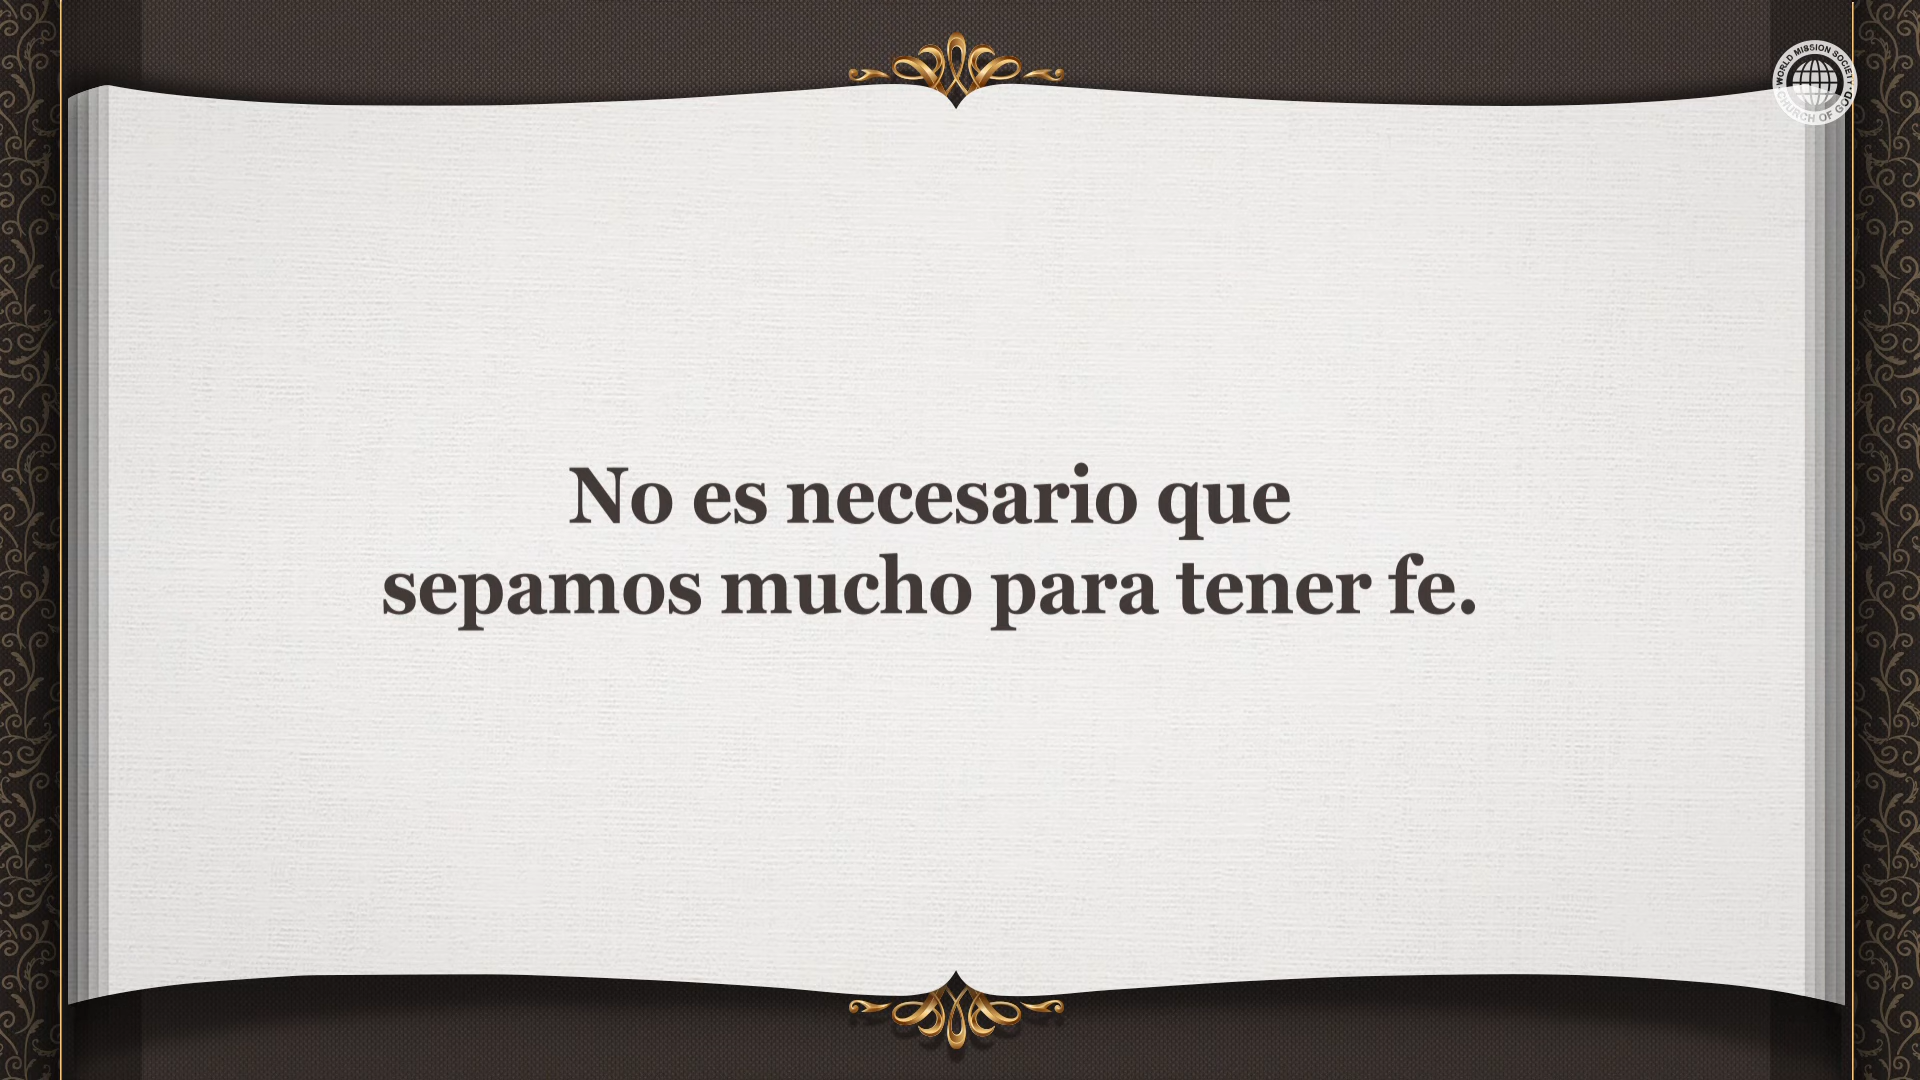 WORLD MISSION SOCIETY
CHURCH OF GOD
No es necesario que
sepamos mucho para tener fe.